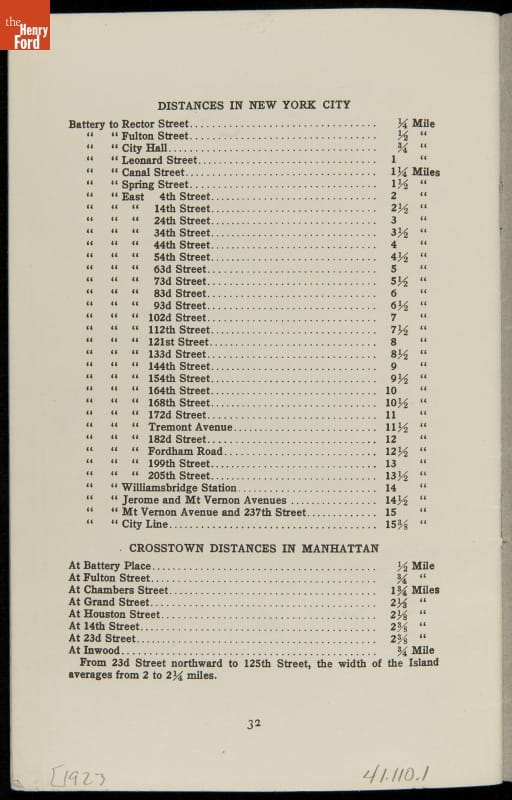 the
Henry
Ford
DISTANCES IN NEW YORK CITY
Battery to Rector Street ¼ Mile
“ “ Fulton Street ½ “
“ “ City Hall ¾ “
“ “ Leonard Street 1 “
“ “ Canal Street 1¼ Miles
“ “ Spring Street 1½ “
“ “ East 4th Street 2 “
“ “ “ 14th Street 2½ “
“ “ “ 24th Street 3 “
“ “ “ 34th Street 3½ “
“ “ “ 44th Street 4 “
“ “ “ 54th Street 4½ “
“ “ “ 63d Street 5 “
“ “ “ 73d Street 5½ “
“ “ “ 83d Street 6 “
“ “ “ 93d Street 6½ “
“ “ “ 102d Street 7 “
“ “ “ 112th Street 7½ “
“ “ “ 121st Street 8 “
“ “ “ 133d Street 8½ “
“ “ “ 144th Street 9 “
“ “ “ 154th Street 9½ “
“ “ “ 164th Street 10 “
“ “ “ 168th Street 10½ “
“ “ “ 172d Street 11 “
“ “ “ Tremont Avenue 11½ “
“ “ “ 182d Street 12 “
“ “ “ Fordham Road 12½ “
“ “ “ 199th Street 13 “
“ “ “ 205th Street 13½ “
“ “ Williamsbridge Station 14 “
“ “ Jerome and Mt Vernon Avenues 14½ “
“ “ Mt Vernon Avenue and 237th Street 15 “
“ “ City Line 15⅜ “
CROSSTOWN DISTANCES IN MANHATTAN
At Battery Place ½ Mile
At Fulton Street ¾ “
At Chambers Street 1¾ Miles
At Grand Street 2½ “
At Houston Street 2⅛ “
At 14th Street 2⅜ “
At 23d Street 2⅜ “
At Inwood ¾ Mile
From 23d Street northward to 125th Street, the width of the Island
averages from 2 to 2¼ miles.
32
[1923
41.110.1